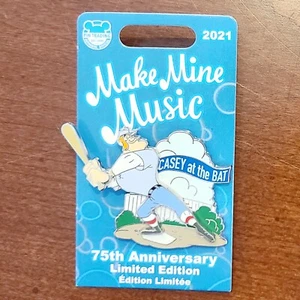 2021
Make Mine
Music
CASEY at the BAT
75th Anniversary
Limited Edition
Édition Limitée